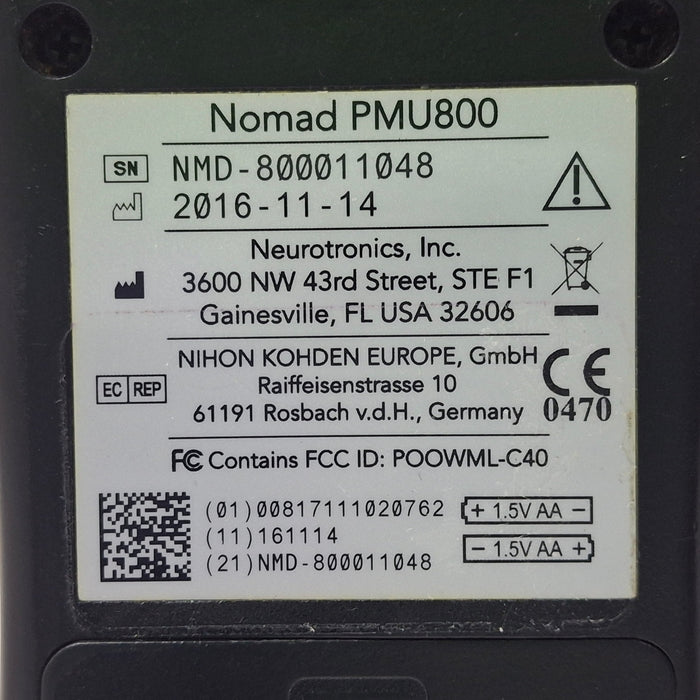 Nomad PMU800
SN NMD-800011048
2016-11-14
Neurotronics, Inc.
3600 NW 43rd Street, STE F1
Gainesville, FL USA 32606
NIHON KOHDEN EUROPE, GmbH
EC REP
Raiffeisenstrasse 10
61191 Rosbach v.d.H., Germany
CE
0470
FC Contains FCC ID: POOWML-C40
(01)00817111020762
(11)161114
(21)NMD-800011048
+ 1.5V AA -
- 1.5V AA +